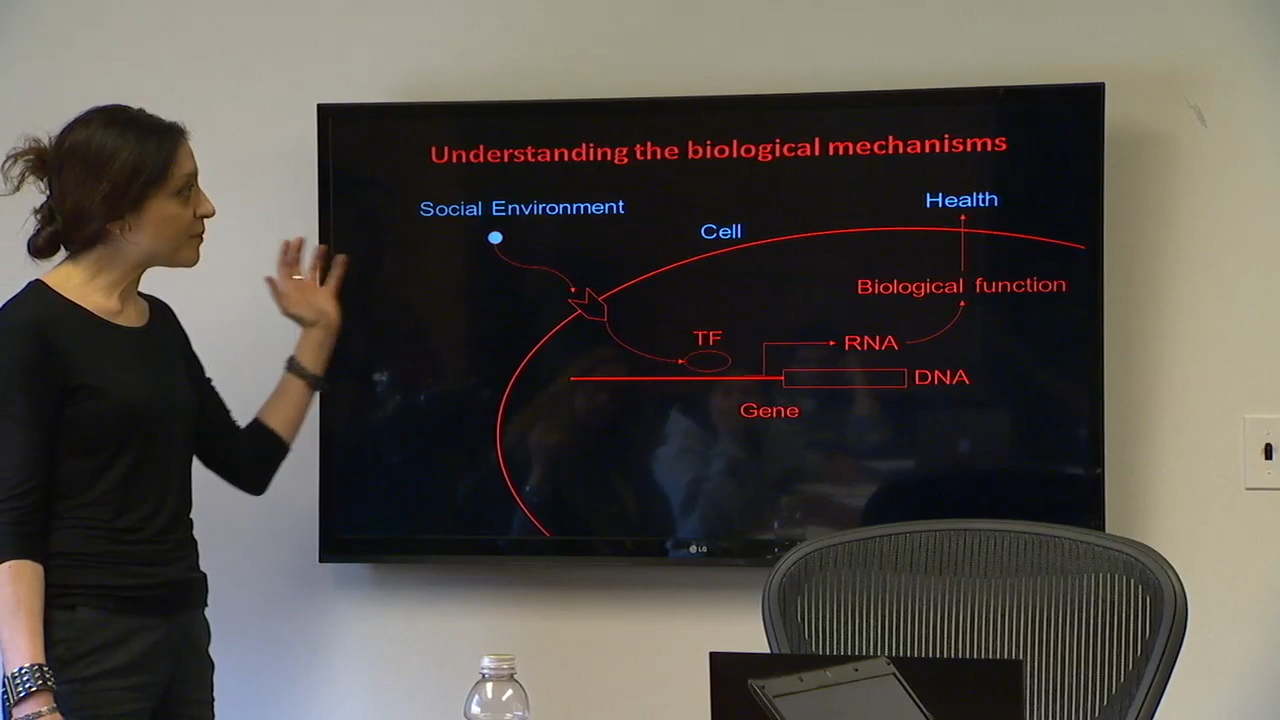 Understanding the biological mechanisms
Social Environment
Health
Cell
Biological function
TF
RNA
DNA
Gene
LG